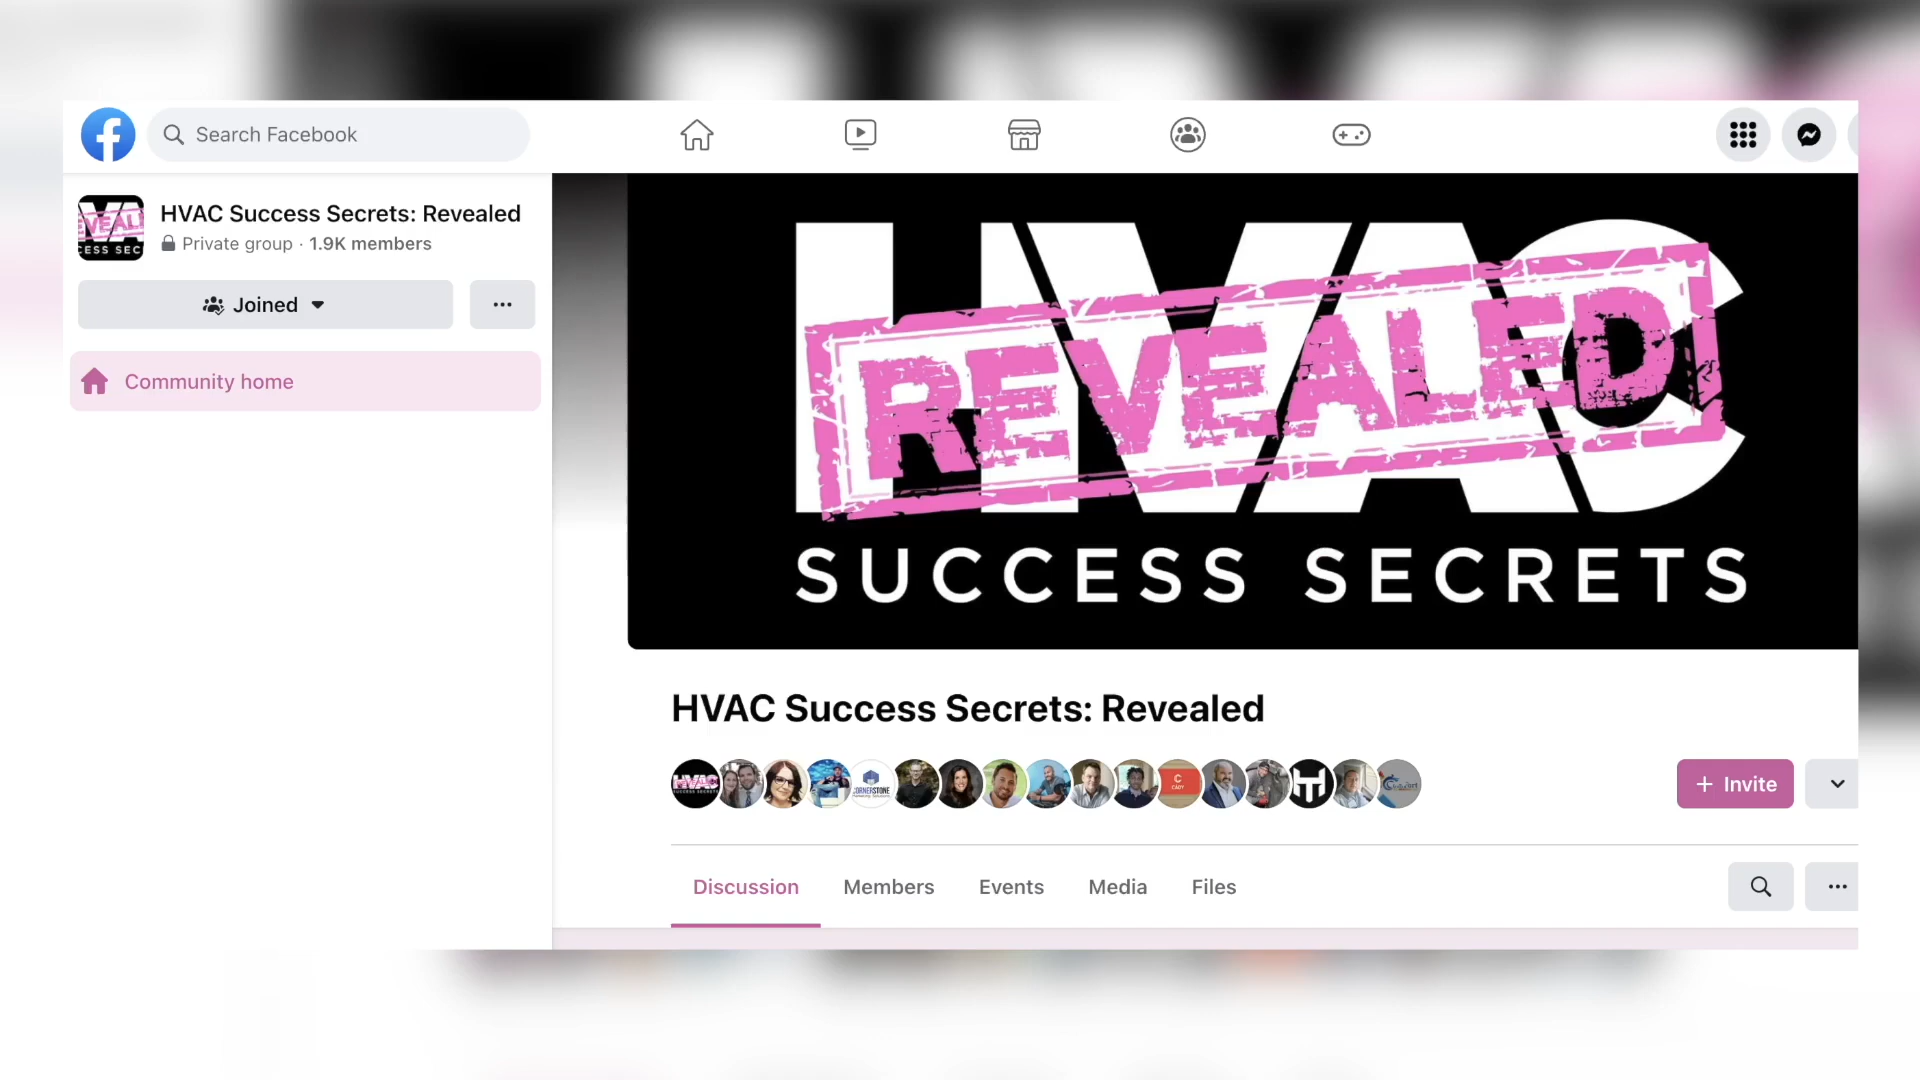 Search Facebook
HVAC Success Secrets: Revealed
Private group · 1.9K members
Joined
Community home
HVAC
REVEALED
SUCCESS SECRETS
HVAC Success Secrets: Revealed
+ Invite
Discussion
Members
Events
Media
Files